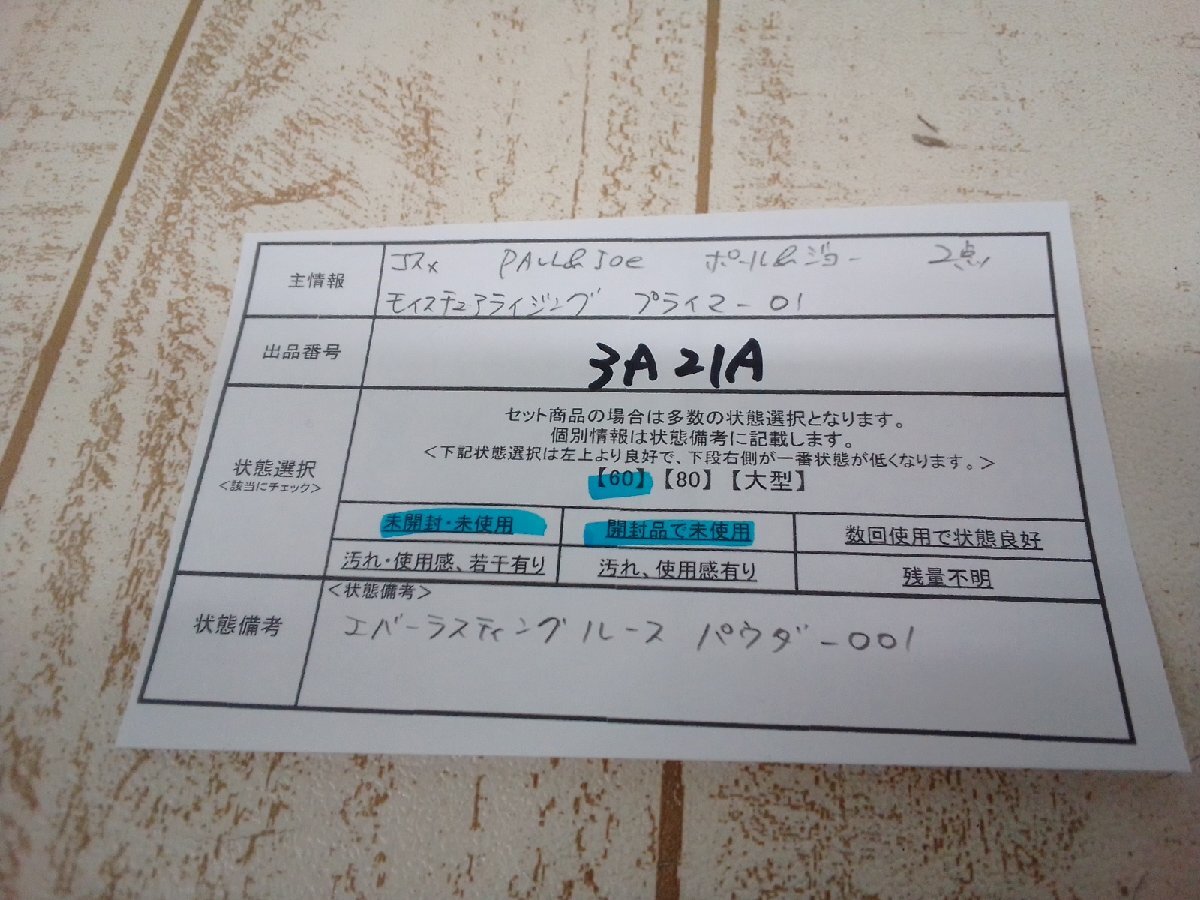 主情報
コスメ PALL&Joe ポール&ジョー 2点
モイスチュアライジング プライマー01
出品番号
3A21A
状態選択
＜該当にチェック＞
セット商品の場合は多数の状態選択となります。
個別情報は状態備考に記載します。
＜下記状態選択は左上より良好で、下段右側が一番状態が低くなります。＞
【60】【80】【大型】
未開封・未使用 開封品で未使用 数回使用で状態良好
汚れ・使用感、若干有り 汚れ、使用感有り 残量不明
状態備考
＜状態備考＞
エバーラスティングルース パウダー001